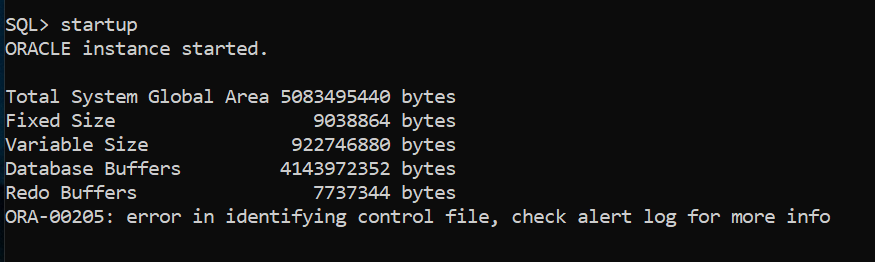 SQL> startup
ORACLE instance started.
Total System Global Area 5083495440 bytes
Fixed Size 9038864 bytes
Variable Size 922746880 bytes
Database Buffers 4143972352 bytes
Redo Buffers 7737344 bytes
ORA-00205: error in identifying control file, check alert log for more info